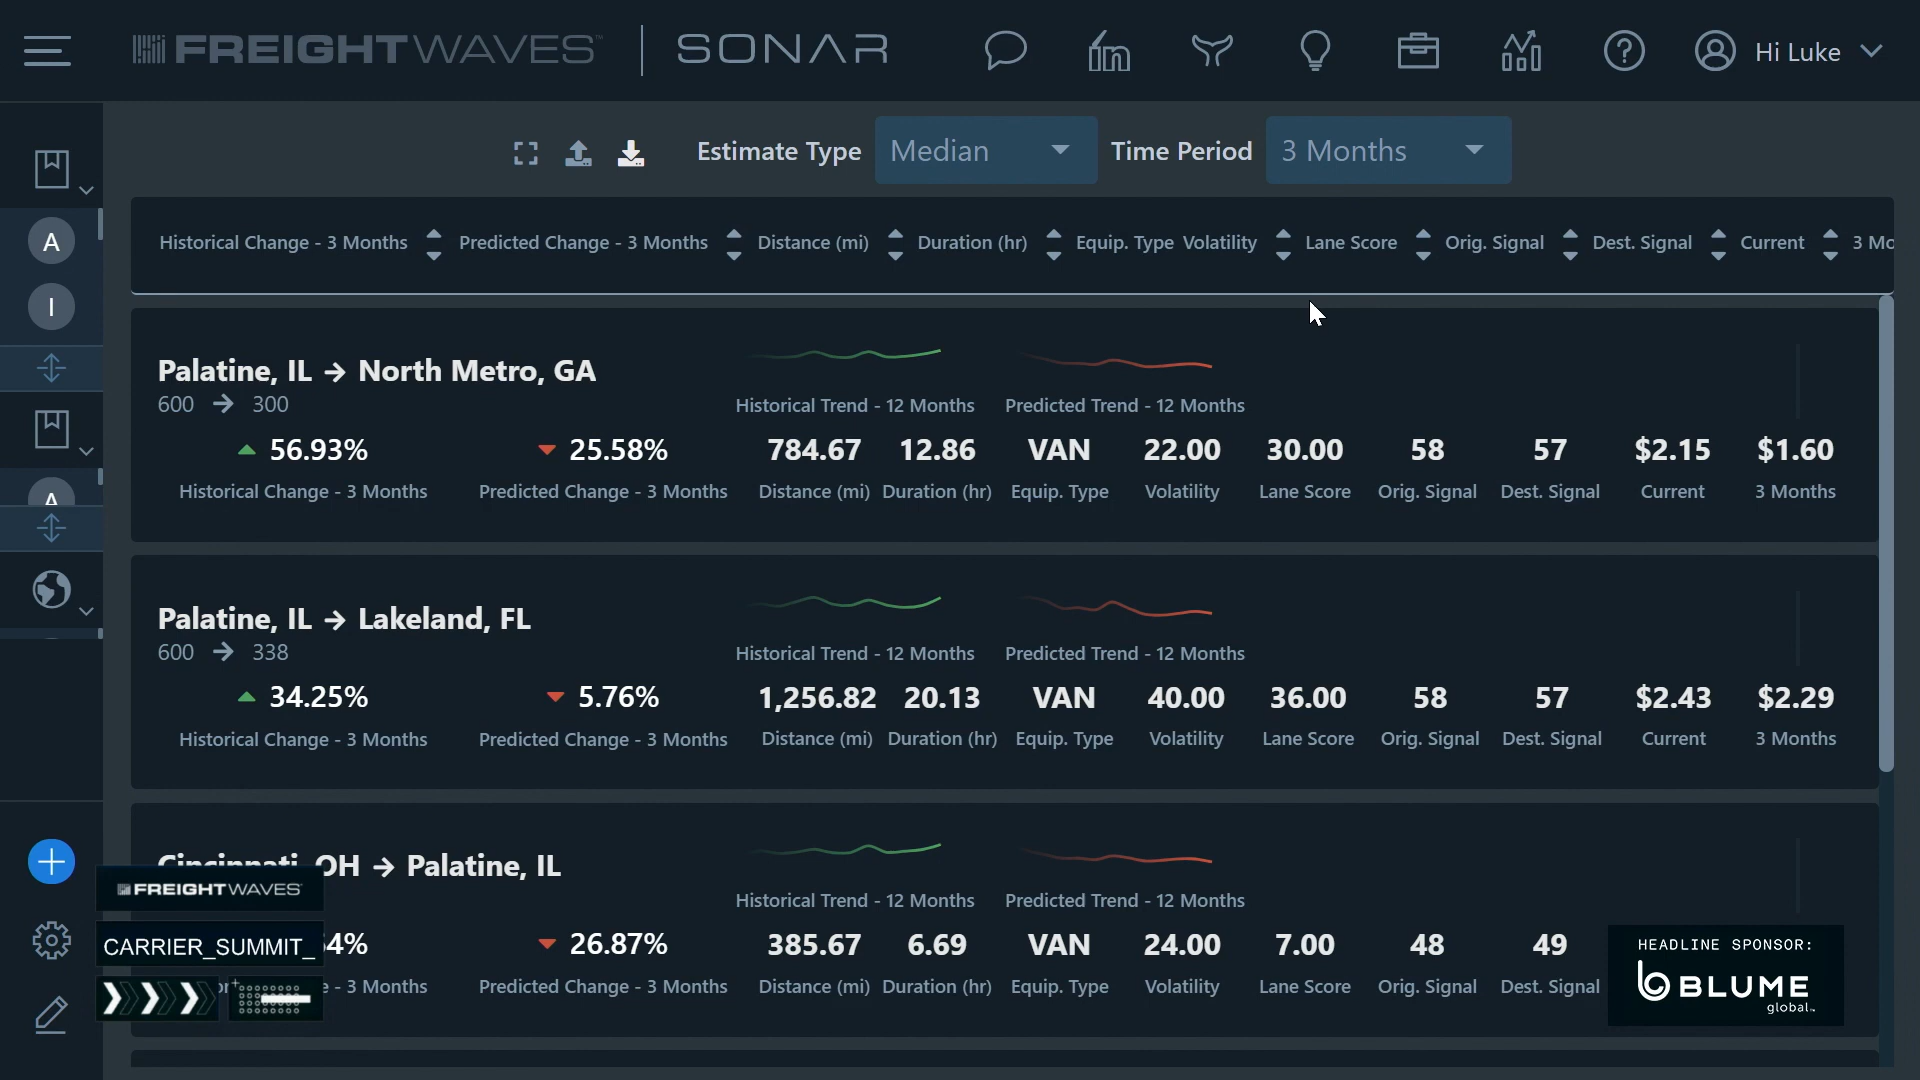 FREIGHTWAVES SONAR Hi Luke
Estimate Type Median Time Period 3 Months
Historical Change - 3 Months Predicted Change - 3 Months Distance (mi) Duration (hr) Equip. Type Volatility Lane Score Orig. Signal Dest. Signal Current 3 Mo
A
I
A
Palatine, IL → North Metro, GA
600 → 300
Historical Trend - 12 Months Predicted Trend - 12 Months
56.93% 25.58% 784.67 12.86 VAN 22.00 30.00 58 57 $2.15 $1.60
Historical Change - 3 Months Predicted Change - 3 Months Distance (mi) Duration (hr) Equip. Type Volatility Lane Score Orig. Signal Dest. Signal Current 3 Months
Palatine, IL → Lakeland, FL
600 → 338
Historical Trend - 12 Months Predicted Trend - 12 Months
34.25% 5.76% 1,256.82 20.13 VAN 40.00 36.00 58 57 $2.43 $2.29
Historical Change - 3 Months Predicted Change - 3 Months Distance (mi) Duration (hr) Equip. Type Volatility Lane Score Orig. Signal Dest. Signal Current 3 Months
Cincinnati, OH → Palatine, IL
Historical Trend - 12 Months Predicted Trend - 12 Months
4% 26.87% 385.67 6.69 VAN 24.00 7.00 48 49
e - 3 Months Predicted Change - 3 Months Distance (mi) Duration (hr) Equip. Type Volatility Lane Score Orig. Signal Dest. Signal
FREIGHTWAVES
CARRIER_SUMMIT_
HEADLINE SPONSOR:
BLUME
global™